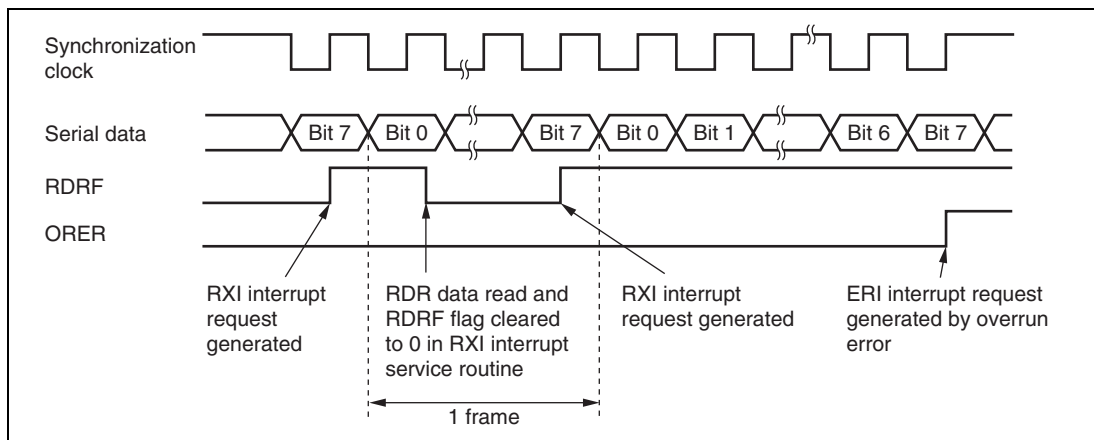 Synchronization
clock
Serial data
Bit 7
Bit 0
Bit 7
Bit 0
Bit 1
Bit 6
Bit 7
RDRF
ORER
RXI interrupt
request
generated
RDR data read and
RDRF flag cleared
to 0 in RXI interrupt
service routine
RXI interrupt
request generated
ERI interrupt request
generated by overrun
error
1 frame